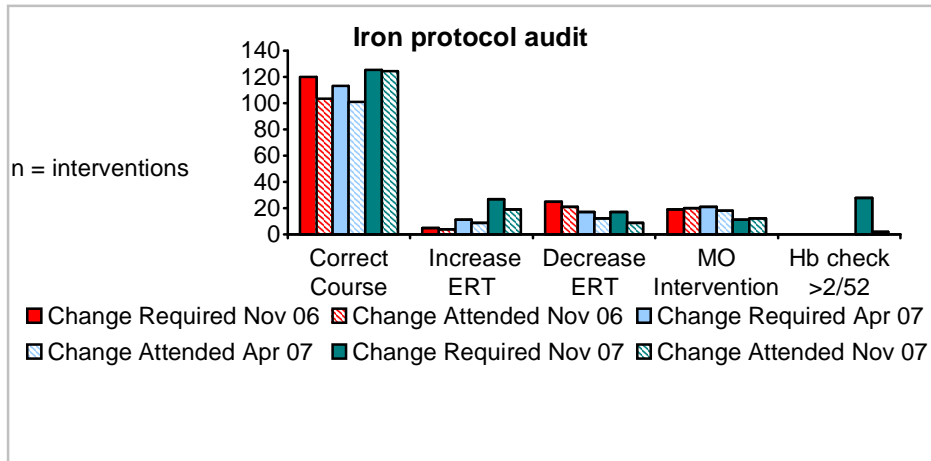 Iron protocol audit
140
120
100
80
60
40
20
0
n = interventions
Correct Course
Increase ERT
Decrease ERT
MO Intervention
Hb check >2/52
Change Required Nov 06
Change Attended Nov 06
Change Required Apr 07
Change Attended Apr 07
Change Required Nov 07
Change Attended Nov 07